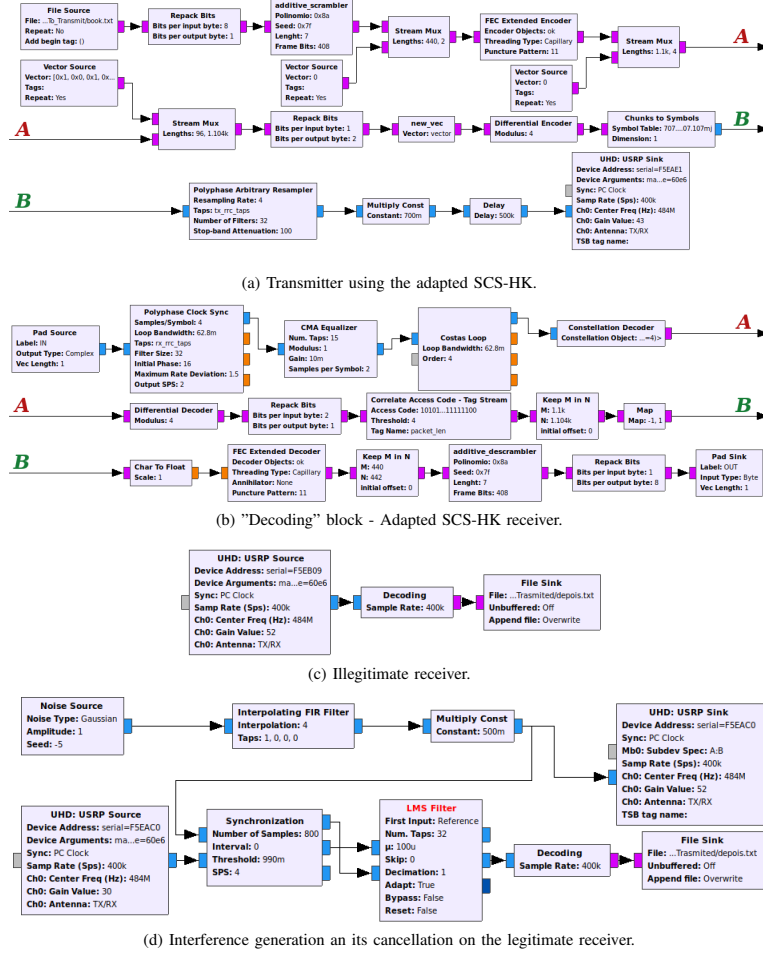 File Source
File: ...To_Transmit/book.txt
Repeat: No
Add begin tag: ()
Repack Bits
Bits per input byte: 8
Bits per output byte: 1
additive_scrambler
Polinomio: 0x8a
Seed: 0x7f
Lenght: 7
Frame Bits: 408
Stream Mux
Lengths: 440, 2
FEC Extended Encoder
Encoder Objects: ok
Threading Type: Capillary
Puncture Pattern: 11
Stream Mux
Lengths: 1.1k, 4
A
Vector Source
Vector: [0x1, 0x0, 0x1, 0x...
Tags:
Repeat: Yes
Vector Source
Vector: 0
Tags:
Repeat: Yes
Vector Source
Vector: 0
Tags:
Repeat: Yes
A
Stream Mux
Lengths: 96, 1.104k
Repack Bits
Bits per input byte: 1
Bits per output byte: 2
new_vec
Vector: vector
Differential Encoder
Modulus: 4
Chunks to Symbols
Symbol Table: 707...07.107mj
Dimension: 1
B
B
Polyphase Arbitrary Resampler
Resampling Rate: 4
Taps: tx_rrc_taps
Number of Filters: 32
Stop-band Attenuation: 100
Multiply Const
Constant: 700m
Delay
Delay: 500k
UHD: USRP Sink
Device Address: serial=F5EAE1
Device Arguments: ma...e=60e6
Sync: PC Clock
Samp Rate (Sps): 400k
Ch0: Center Freq (Hz): 484M
Ch0: Gain Value: 43
Ch0: Antenna: TX/RX
TSB tag name:
(a) Transmitter using the adapted SCS-HK.
Pad Source
Label: IN
Output Type: Complex
Vec Length: 1
Polyphase Clock Sync
Samples/Symbol: 4
Loop Bandwidth: 62.8m
Taps: rx_rrc_taps
Filter Size: 32
Initial Phase: 16
Maximum Rate Deviation: 1.5
Output SPS: 2
CMA Equalizer
Num. Taps: 15
Modulus: 1
Gain: 10m
Samples per Symbol: 2
Costas Loop
Loop Bandwidth: 62.8m
Order: 4
Constellation Decoder
Constellation Object: ...=4)>
A
A
Differential Decoder
Modulus: 4
Repack Bits
Bits per input byte: 2
Bits per output byte: 1
Correlate Access Code - Tag Stream
Access Code: 10101...11111100
Threshold: 4
Tag Name: packet_len
Keep M in N
M: 1.1k
N: 1.104k
initial offset: 0
Map
Map: -1, 1
B
B
Char To Float
Scale: 1
FEC Extended Decoder
Decoder Objects: ok
Threading Type: Capillary
Annihilator: None
Puncture Pattern: 11
Keep M in N
M: 440
N: 442
initial offset: 0
additive_descrambler
Polinomio: 0x8a
Seed: 0x7f
Lenght: 7
Frame Bits: 408
Repack Bits
Bits per input byte: 1
Bits per output byte: 8
Pad Sink
Label: OUT
Input Type: Byte
Vec Length: 1
(b) ”Decoding” block - Adapted SCS-HK receiver.
UHD: USRP Source
Device Address: serial=F5EB09
Device Arguments: ma...e=60e6
Sync: PC Clock
Samp Rate (Sps): 400k
Ch0: Center Freq (Hz): 484M
Ch0: Gain Value: 52
Ch0: Antenna: TX/RX
Decoding
Sample Rate: 400k
File Sink
File: ...Trasmited/depois.txt
Unbuffered: Off
Append file: Overwrite
(c) Illegitimate receiver.
Noise Source
Noise Type: Gaussian
Amplitude: 1
Seed: -5
Interpolating FIR Filter
Interpolation: 4
Taps: 1, 0, 0, 0
Multiply Const
Constant: 500m
UHD: USRP Sink
Device Address: serial=F5EAC0
Sync: PC Clock
Mb0: Subdev Spec: A:B
Samp Rate (Sps): 400k
Ch0: Center Freq (Hz): 484M
Ch0: Gain Value: 52
Ch0: Antenna: TX/RX
TSB tag name:
UHD: USRP Source
Device Address: serial=F5EAC0
Device Arguments: ma...e=60e6
Sync: PC Clock
Samp Rate (Sps): 400k
Ch0: Center Freq (Hz): 484M
Ch0: Gain Value: 30
Ch0: Antenna: TX/RX
Synchronization
Number of Samples: 800
Interval: 0
Threshold: 990m
SPS: 4
LMS Filter
First Input: Reference
Num. Taps: 32
μ: 100u
Skip: 0
Decimation: 1
Adapt: True
Bypass: False
Reset: False
Decoding
Sample Rate: 400k
File Sink
File: ...Trasmited/depois.txt
Unbuffered: Off
Append file: Overwrite
(d) Interference generation an its cancellation on the legitimate receiver.